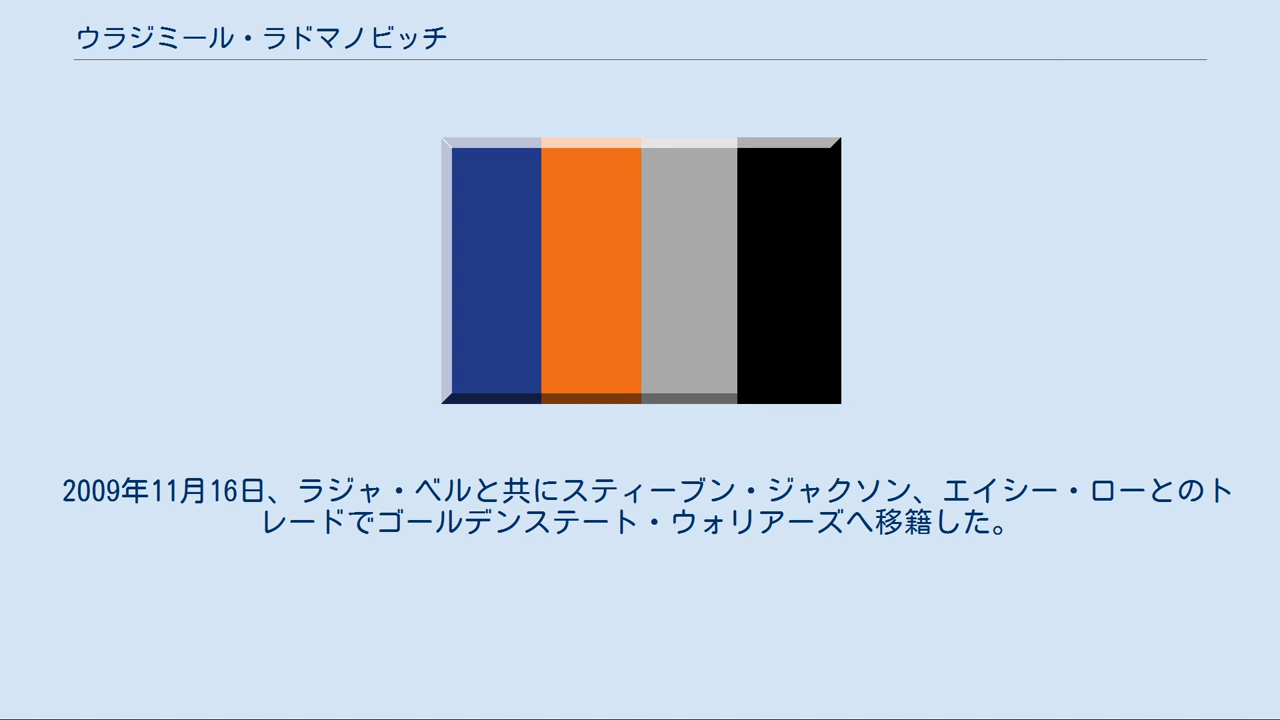 ウラジミール・ラドマノビッチ
2009年11月16日、ラジャ・ベルと共にスティーブン・ジャクソン、エイシー・ローとのト
レードでゴールデンステート・ウォリアーズへ移籍した。